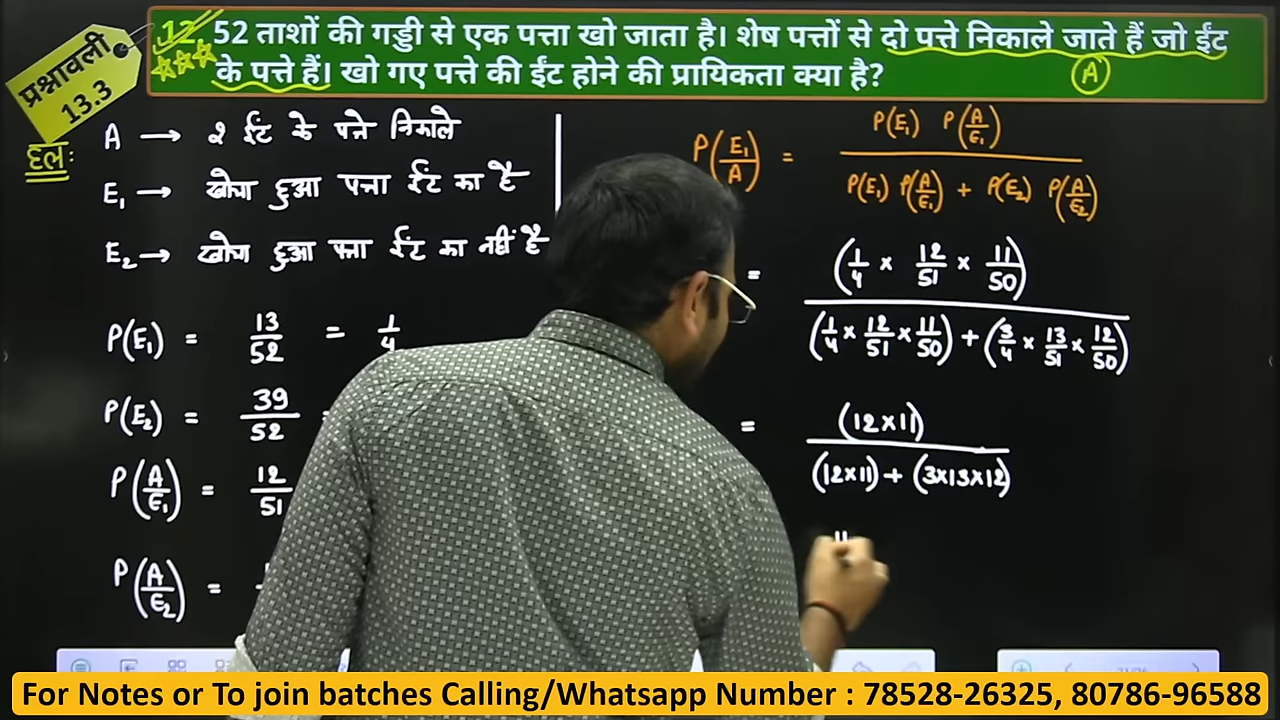 प्रश्नावली
13.3
12. 52 ताशों की गड्डी से एक पत्ता खो जाता है। शेष पत्तों से दो पत्ते निकाले जाते हैं जो ईंट
के पत्ते हैं। खो गए पत्ते की ईंट होने की प्रायिकता क्या है?
A
हलः
A → 2 ईंट के पत्ते निकाले
E₁ → खोया हुआ पत्ता ईंट का है
E₂ → खोया हुआ पत्ता ईंट का नहीं है
P(E₁) = 13/52 = 1/4
P(E₂) = 39/52
P(A/E₁) = 12/51
P(A/E₂) =
P(E₁/A) = P(E₁) P(A/E₁) / P(E₁) P(A/E₁) + P(E₂) P(A/E₂)
= (1/4 × 12/51 × 11/50) / (1/4 × 12/51 × 11/50) + (3/4 × 13/51 × 12/50)
= (12×11) / (12×11) + (3×13×12)
11
For Notes or To join batches Calling/Whatsapp Number : 78528-26325, 80786-96588